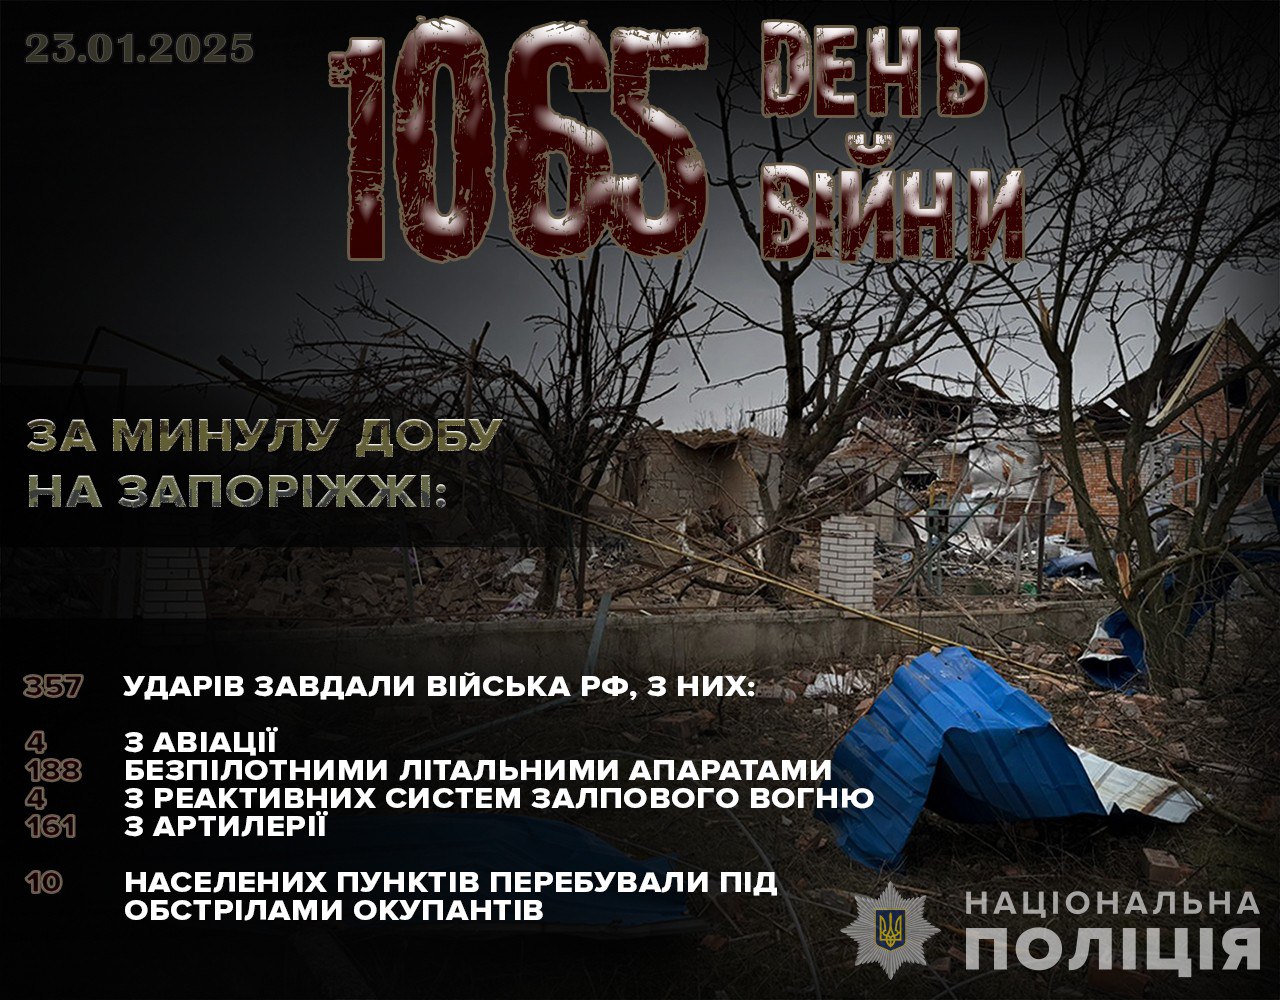 23.01.2025
1065
ДЕНЬ
ВІЙНИ
ЗА МИНУЛУ ДОБУ
НА ЗАПОРІЖЖІ:
357 УДАРІВ ЗАВДАЛИ ВІЙСЬКА РФ, З НИХ:
4 З АВІАЦІЇ
188 БЕЗПІЛОТНИМИ ЛІТАЛЬНИМИ АПАРАТАМИ
4 З РЕАКТИВНИХ СИСТЕМ ЗАЛПОВОГО ВОГНЮ
161 З АРТИЛЕРІЇ
10 НАСЕЛЕНИХ ПУНКТІВ ПЕРЕБУВАЛИ ПІД
ОБСТРІЛАМИ ОКУПАНТІВ
НАЦІОНАЛЬНА
ПОЛІЦІЯ